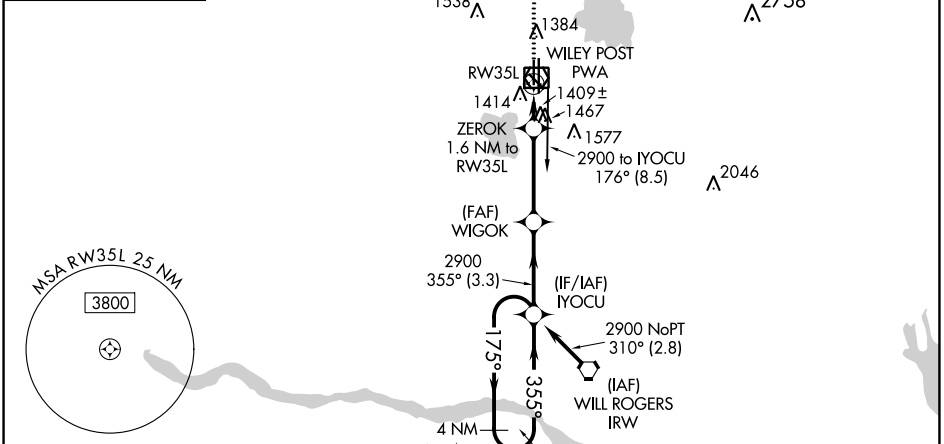 1538
2758
1384
WILEY POST
PWA
RW35L
1414
1409±
1467
1577
ZEROK
1.6 NM to
RW35L
2900 to IYOCU
176° (8.5)
2046
(FAF)
WIGOK
2900
355° (3.3)
(IF/IAF)
IYOCU
MSA RW35L 25 NM
3800
2900 NoPT
310° (2.8)
175°
355°
(IAF)
WILL ROGERS
IRW
4 NM